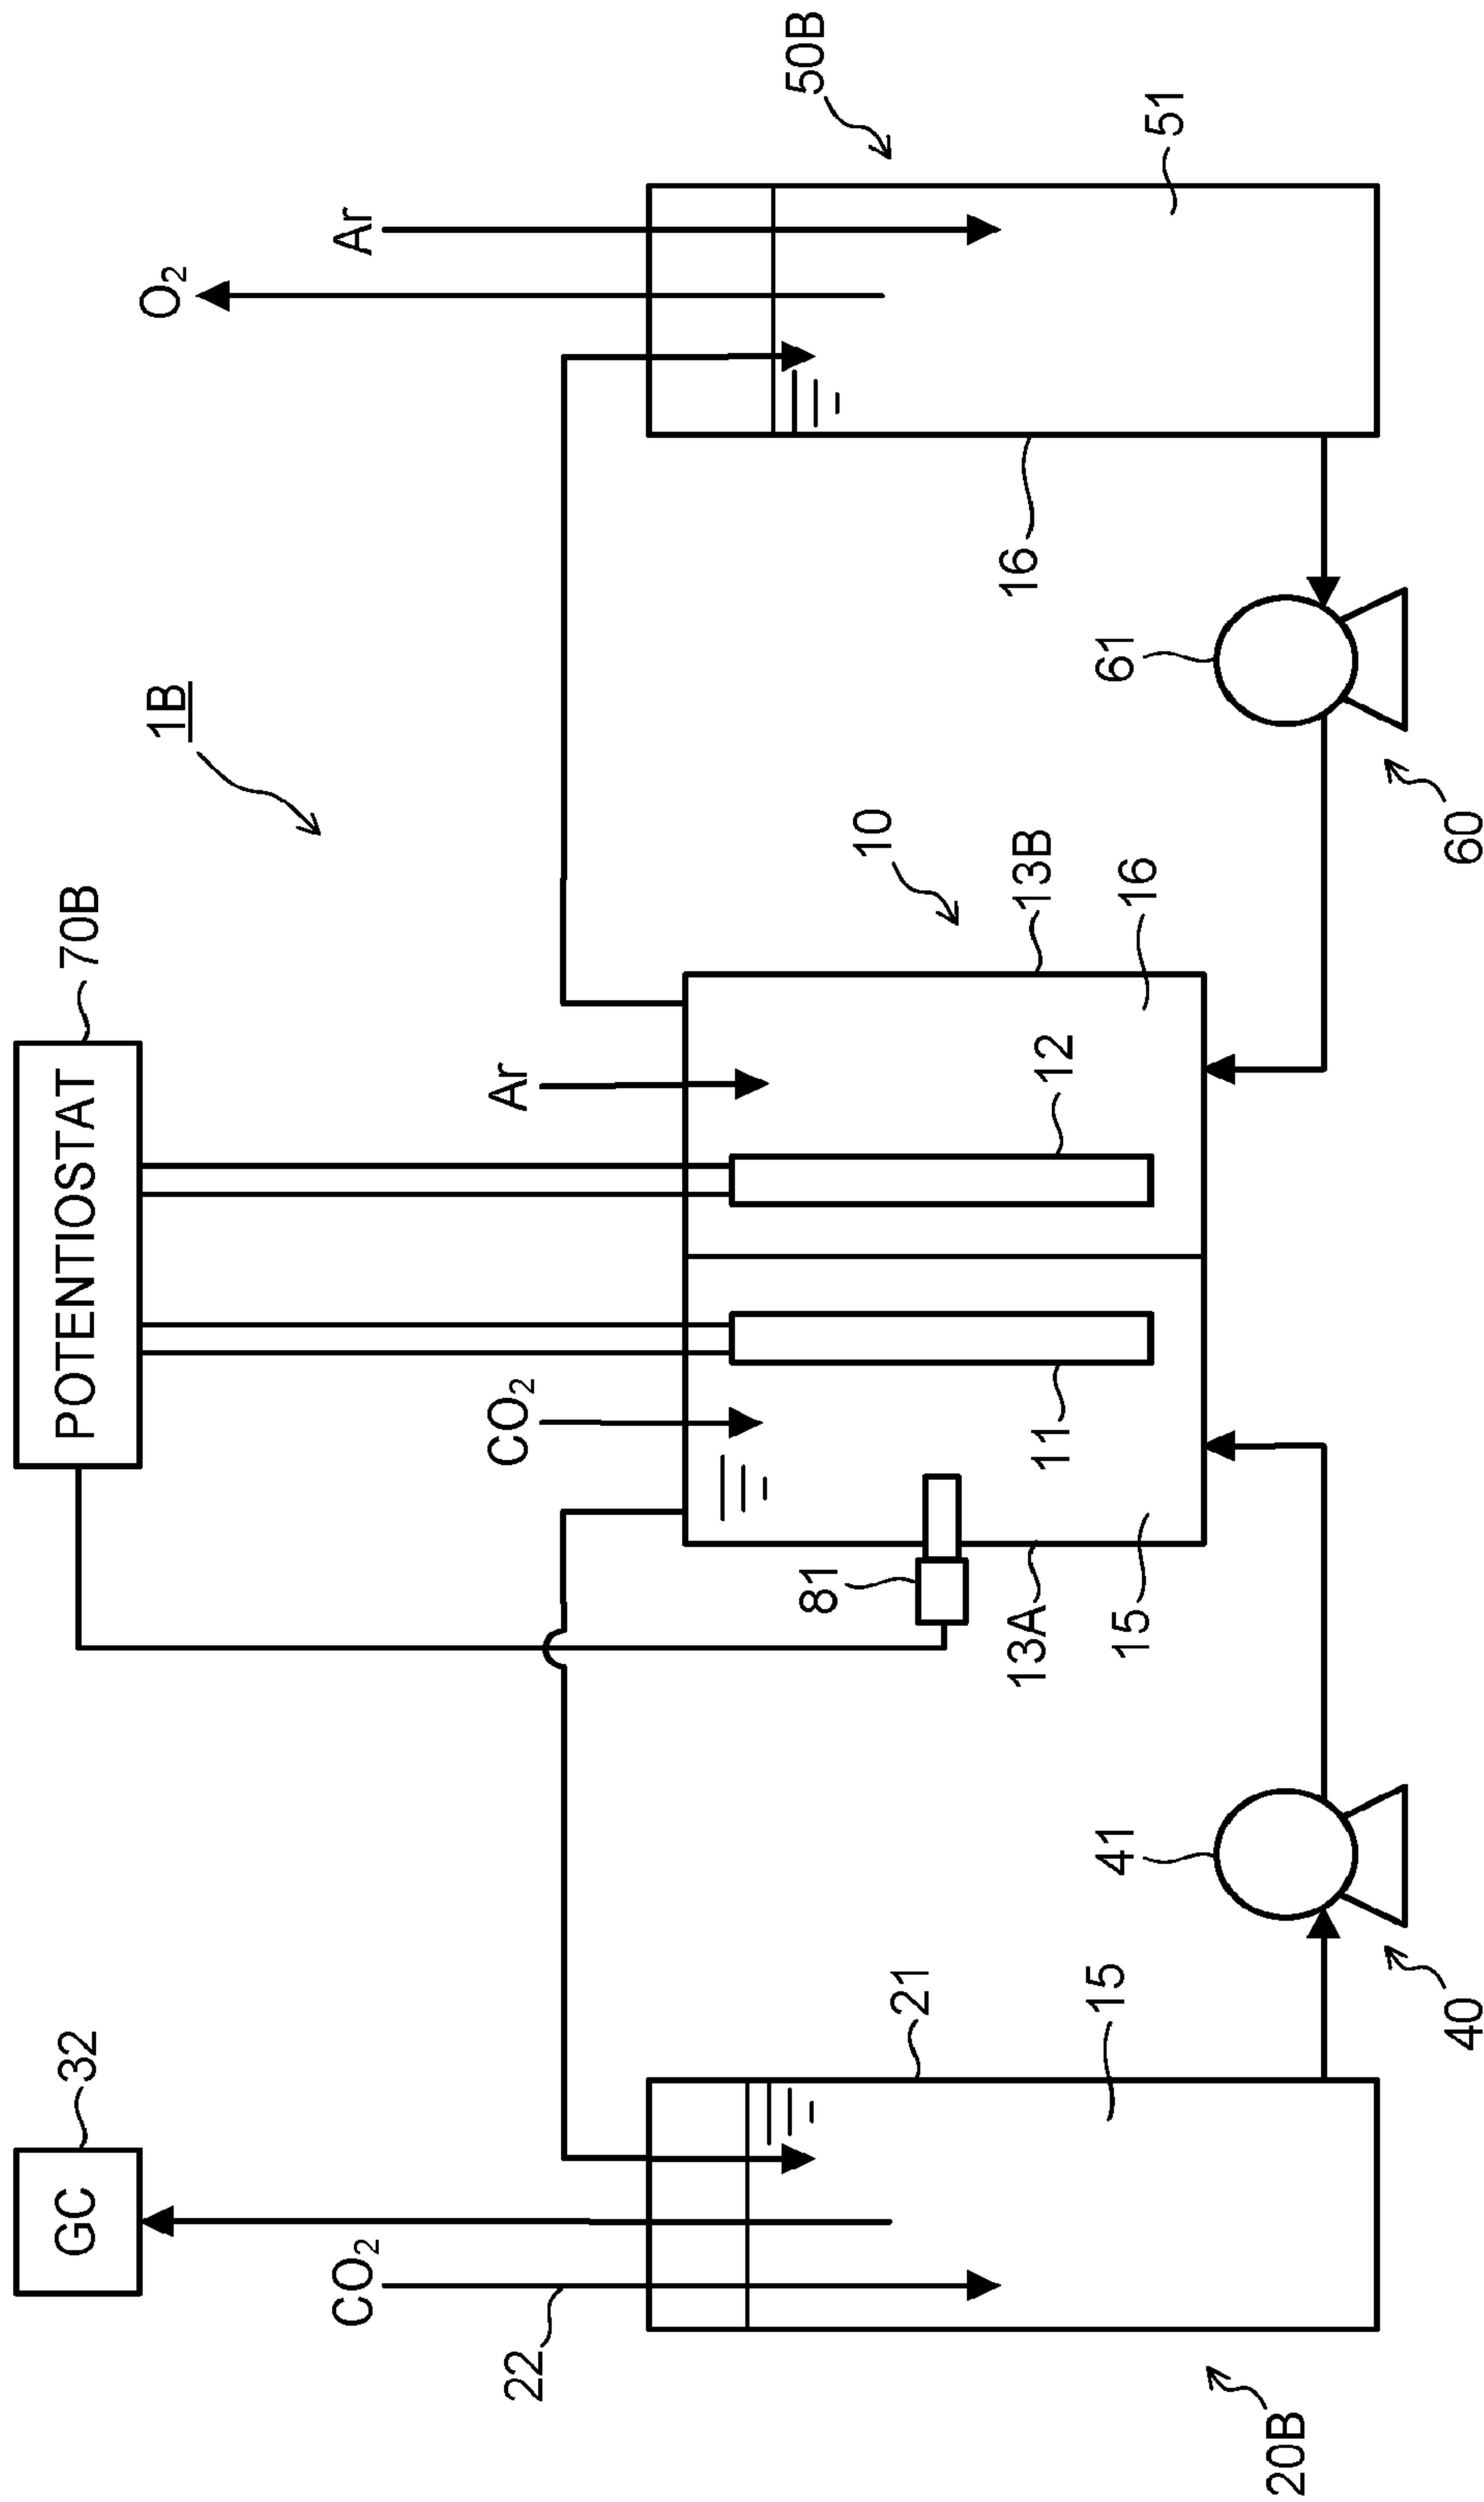 1B
GC
32
POTENTIOSTAT
70B
O₂
CO₂
Ar
22
CO₂
Ar
50B
81
10
21
13A
11
12
13B
16
15
15
16
51
41
61
20B
40
60